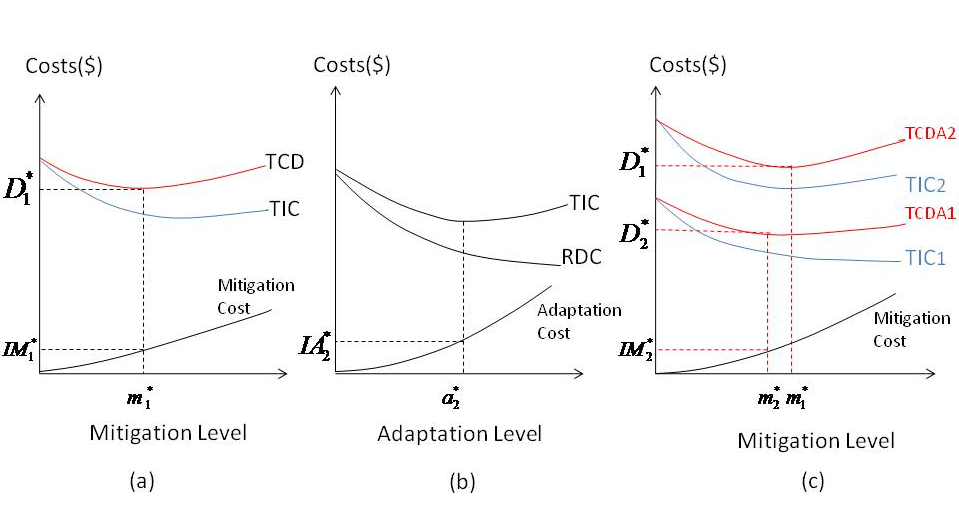 Costs($)
TCD
D₁*
TIC
Mitigation
Cost
IM₁*
m₁*
Mitigation Level
(a)
Costs($)
TIC
RDC
Adaptation
Cost
IA₂*
a₂*
Adaptation Level
(b)
Costs($)
TCDA2
D₁*
TIC2
TCDA1
D₂*
TIC1
Mitigation
Cost
IM₂*
m₂* m₁*
Mitigation Level
(c)